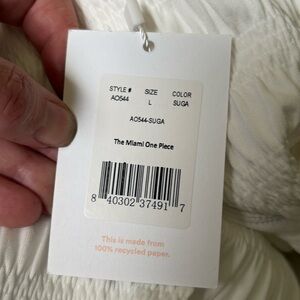 STYLE # SIZE COLOR
AO544 L SUGA
AO544-SUGA
The Miami One Piece
8 40302 37491 7
This is made from
100% recycled paper.